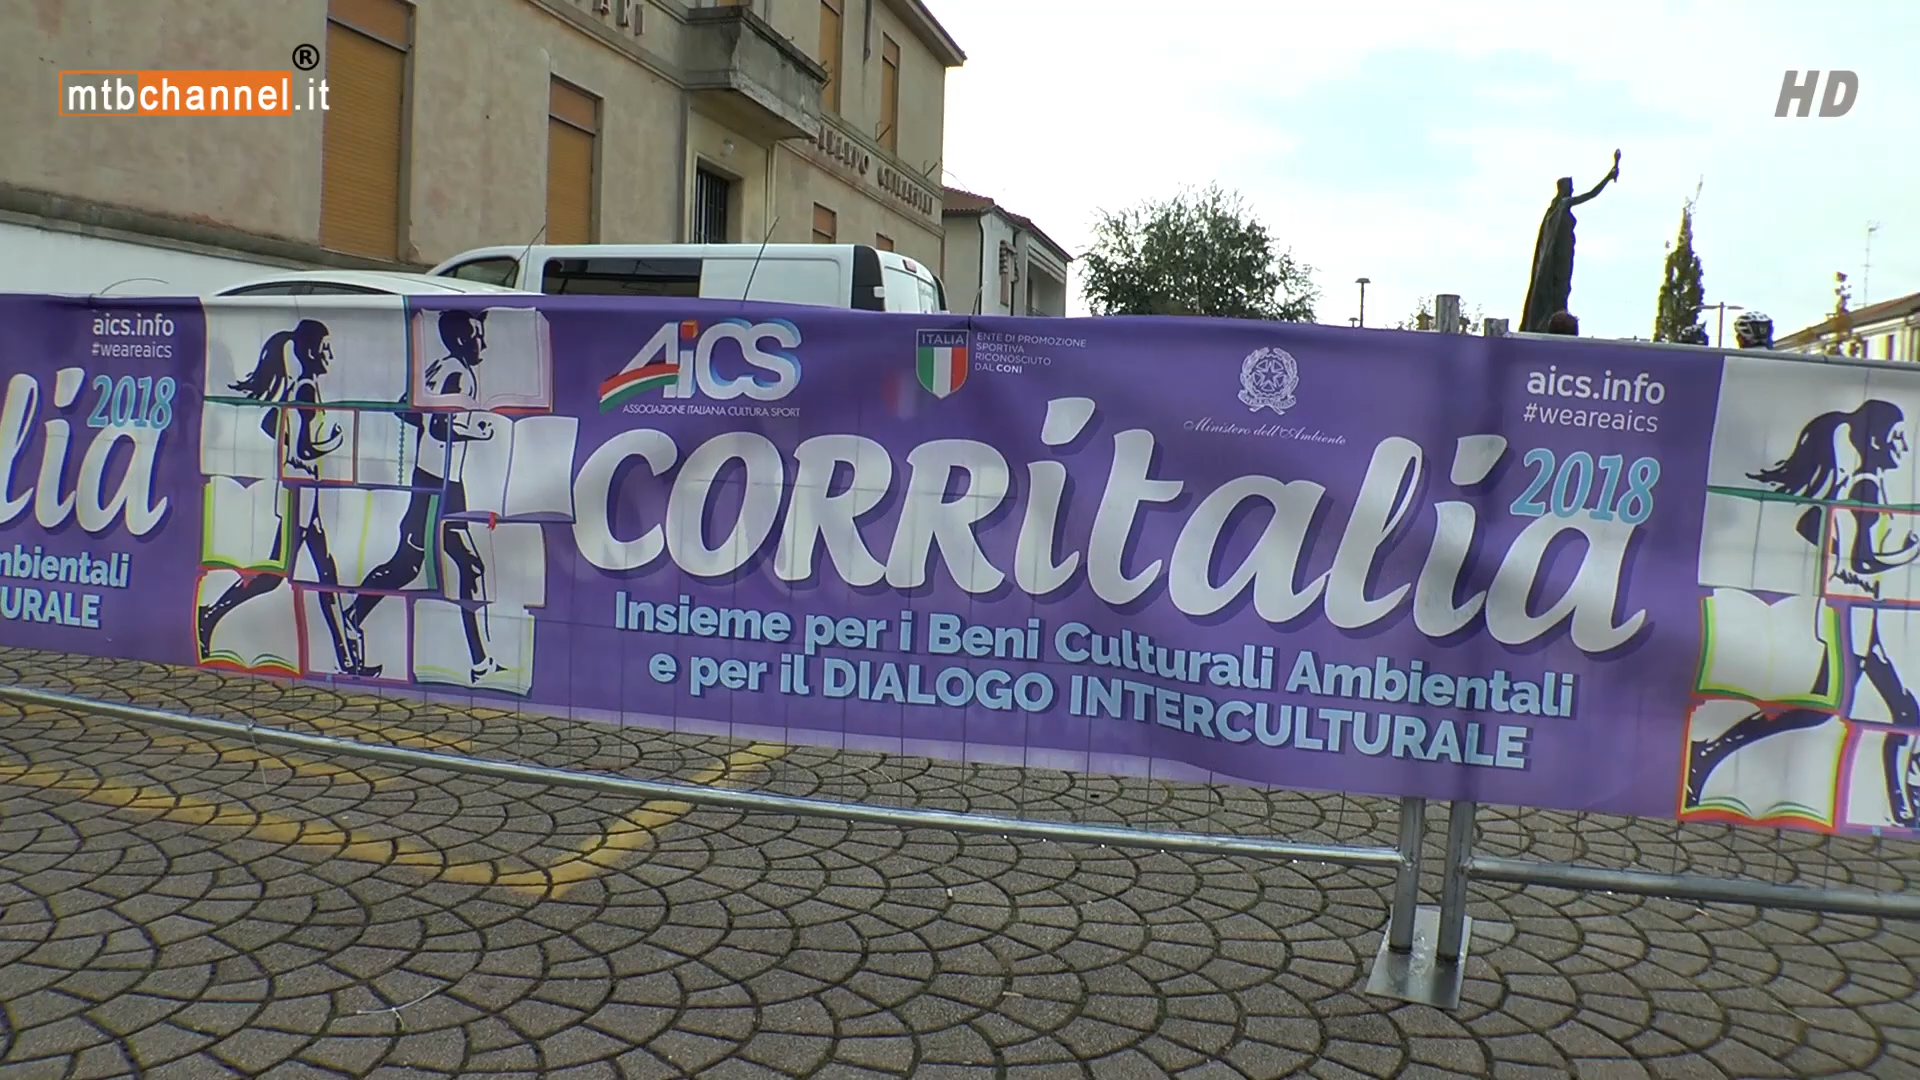 mtbchannel.it
®
HD
aics.info
#weareaics
2018
lia
mbientali
URALE
AiCS
ASSOCIAZIONE ITALIANA CULTURA SPORT
ITALIA
ENTE DI PROMOZIONE
SPORTIVA
RICONOSCIUTO
DAL CONI
Ministero dell'Ambiente
aics.info
#weareaics
CORRitalia
2018
Insieme per i Beni Culturali Ambientali
e per il DIALOGO INTERCULTURALE